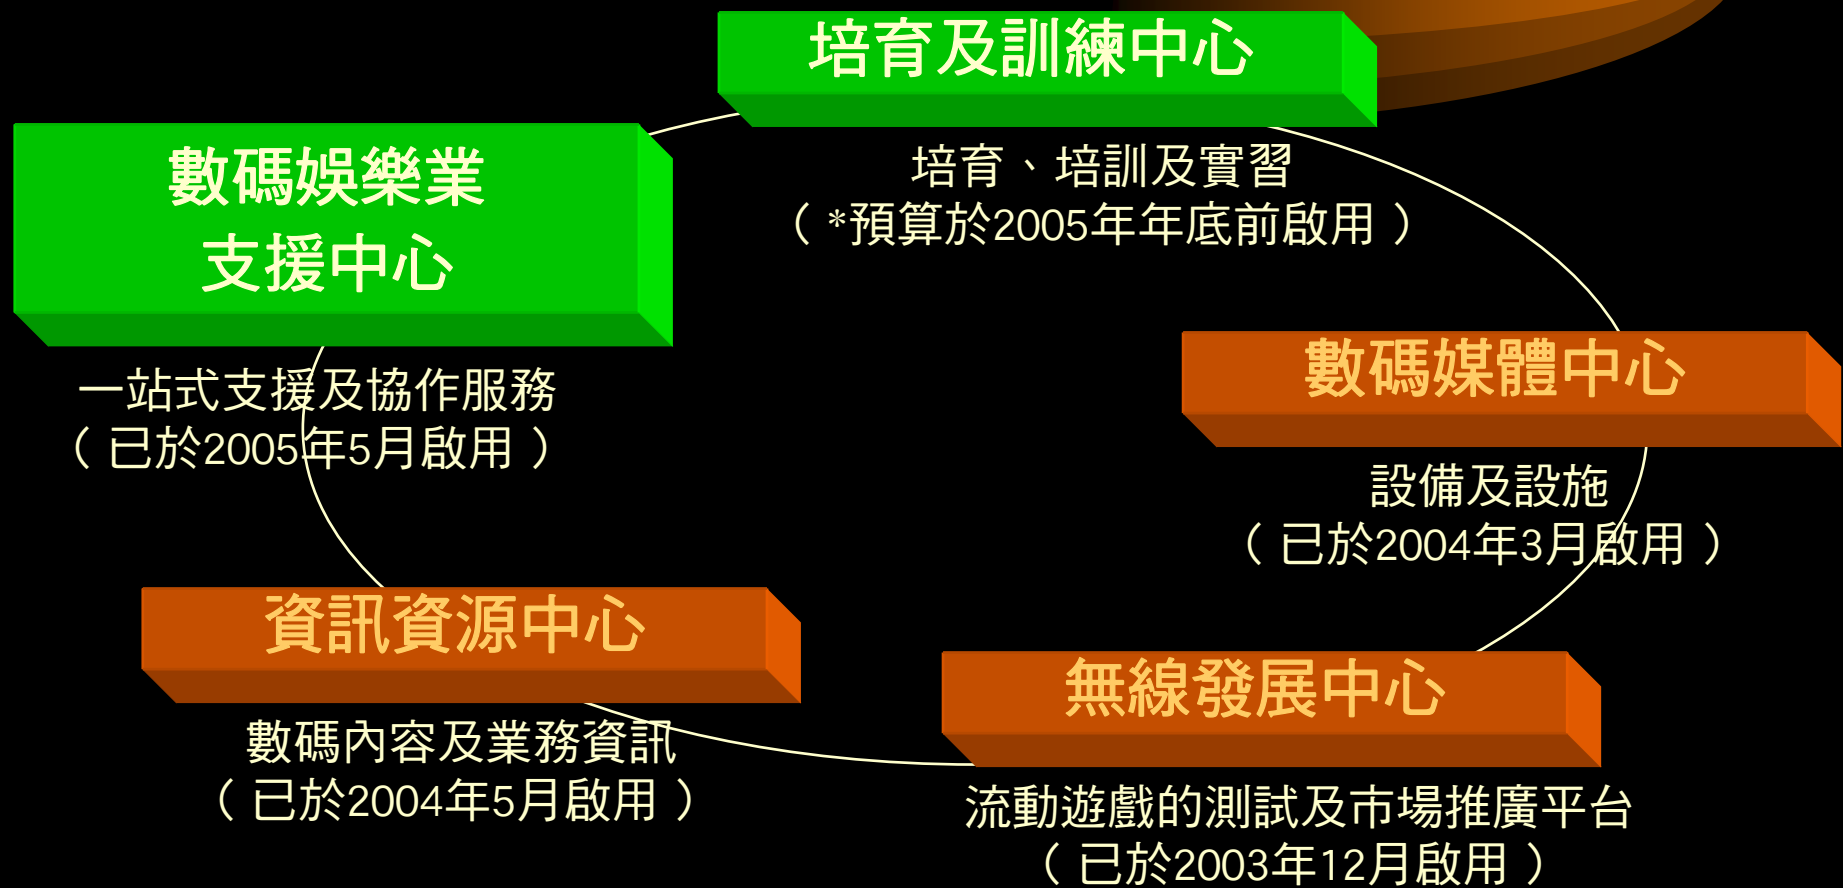 培育及訓練中心
培育、培訓及實習
（ *預算於2005年年底前啟用 ）
數碼娛樂業
支援中心
一站式支援及協作服務
（ 已於2005年5月啟用 ）
數碼媒體中心
設備及設施
（ 已於2004年3月啟用 ）
資訊資源中心
數碼內容及業務資訊
（ 已於2004年5月啟用 ）
無線發展中心
流動遊戲的測試及市場推廣平台
（ 已於2003年12月啟用 ）